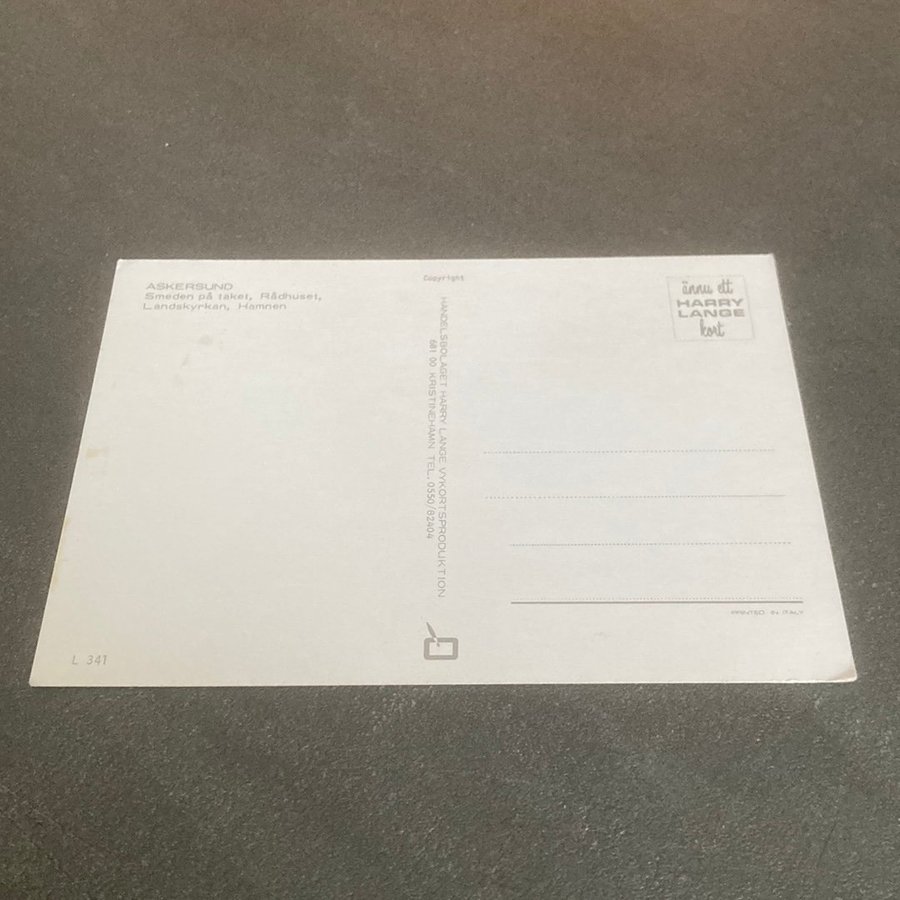 ASKERSUND
Smeden på taket, Rådhuset,
Landskyrkan, Hamnen
Copyright
HANDELSBOLAGET HARRY LANGE VYKORTSPRODUKTION
681 00 KRISTINEHAMN TEL. 0550/82404
ännu ett
HARRY
LANGE
kort
PRINTED IN ITALY
L 341